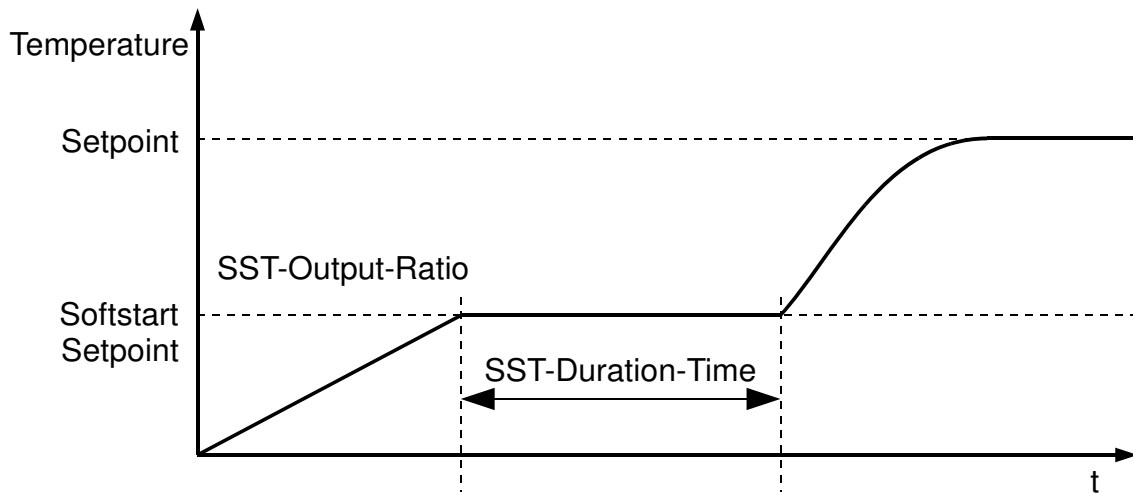 Temperature
Setpoint
SST-Output-Ratio
Softstart
Setpoint
SST-Duration-Time
t